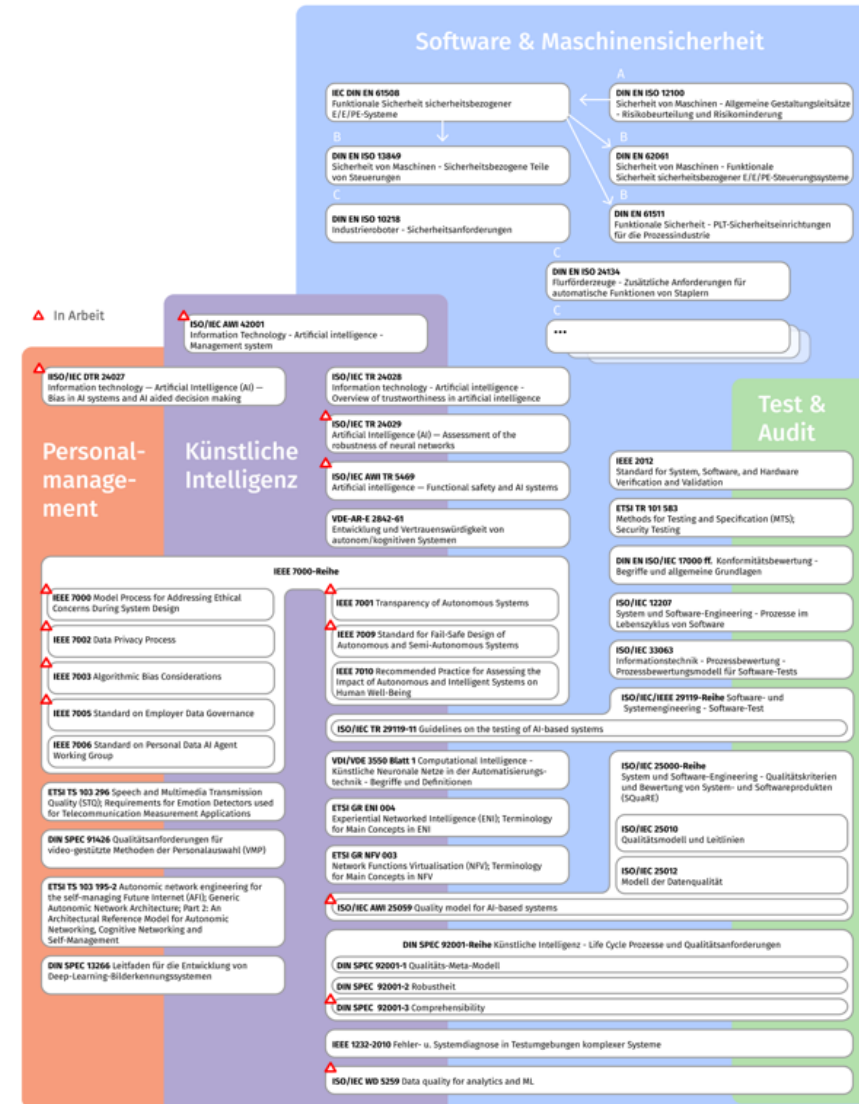 Software & Maschinensicherheit
A
IEC DIN EN 61508
Funktionale Sicherheit sicherheitsbezogener
E/E/PE-Systeme
DIN EN ISO 12100
Sicherheit von Maschinen - Allgemeine Gestaltungsleitsätze
- Risikobeurteilung und Risikominderung
B
DIN EN ISO 13849
Sicherheit von Maschinen - Sicherheitsbezogene Teile
von Steuerungen
B
DIN EN 62061
Sicherheit von Maschinen - Funktionale
Sicherheit sicherheitsbezogener E/E/PE-Steuerungssysteme
C
DIN EN ISO 10218
Industrieroboter - Sicherheitsanforderungen
B
DIN EN 61511
Funktionale Sicherheit - PLT-Sicherheitseinrichtungen
für die Prozessindustrie
C
DIN EN ISO 24134
Flurförderzeuge - Zusätzliche Anforderungen für
automatische Funktionen von Staplern
C
...
In Arbeit
ISO/IEC AWI 42001
Information Technology - Artificial intelligence -
Management system
IISO/IEC DTR 24027
Information technology — Artificial Intelligence (AI) —
Bias in AI systems and AI aided decision making
ISO/IEC TR 24028
Information technology - Artificial intelligence -
Overview of trustworthiness in artificial intelligence
Personal-
manage-
ment
Künstliche
Intelligenz
Test &
Audit
ISO/IEC TR 24029
Artificial Intelligence (AI) — Assessment of the
robustness of neural networks
ISO/IEC AWI TR 5469
Artificial intelligence — Functional safety and AI systems
VDE-AR-E 2842-61
Entwicklung und Vertrauenswürdigkeit von
autonom/kognitiven Systemen
IEEE 2012
Standard for System, Software, and Hardware
Verification and Validation
ETSI TR 101 583
Methods for Testing and Specification (MTS);
Security Testing
DIN EN ISO/IEC 17000 ff. Konformitätsbewertung -
Begriffe und allgemeine Grundlagen
ISO/IEC 12207
System und Software-Engineering - Prozesse im
Lebenszyklus von Software
ISO/IEC 33063
Informationstechnik - Prozessbewertung -
Prozessbewertungsmodell für Software-Tests
IEEE 7000-Reihe
IEEE 7000 Model Process for Addressing Ethical
Concerns During System Design
IEEE 7002 Data Privacy Process
IEEE 7003 Algorithmic Bias Considerations
IEEE 7005 Standard on Employer Data Governance
IEEE 7006 Standard on Personal Data AI Agent
Working Group
IEEE 7001 Transparency of Autonomous Systems
IEEE 7009 Standard for Fail-Safe Design of
Autonomous and Semi-Autonomous Systems
IEEE 7010 Recommended Practice for Assessing the
Impact of Autonomous and Intelligent Systems on
Human Well-Being
ISO/IEC/IEEE 29119-Reihe Software- und
Systemengineering - Software-Test
ISO/IEC TR 29119-11 Guidelines on the testing of AI-based systems
ETSI TS 103 296 Speech and Multimedia Transmission
Quality (STQ); Requirements for Emotion Detectors used
for Telecommunication Measurement Applications
DIN SPEC 91426 Qualitätsanforderungen für
video-gestützte Methoden der Personalauswahl (VMP)
ETSI TS 103 195-2 Autonomic network engineering for
the self-managing Future Internet (AFI); Generic
Autonomic Network Architecture; Part 2: An
Architectural Reference Model for Autonomic
Networking, Cognitive Networking and
Self-Management
DIN SPEC 13266 Leitfaden für die Entwicklung von
Deep-Learning-Bilderkennungssystemen
VDI/VDE 3550 Blatt 1 Computational Intelligence -
Künstliche Neuronale Netze in der Automatisierungs-
technik - Begriffe und Definitionen
ETSI GR ENI 004
Experiential Networked Intelligence (ENI); Terminology
for Main Concepts in ENI
ETSI GR NFV 003
Network Functions Virtualisation (NFV); Terminology
for Main Concepts in NFV
ISO/IEC 25000-Reihe
System und Software-Engineering - Qualitätskriterien
und Bewertung von System- und Softwareprodukten
(SQuaRE)
ISO/IEC 25010
Qualitätsmodell und Leitlinien
ISO/IEC 25012
Modell der Datenqualität
ISO/IEC AWI 25059 Quality model for AI-based systems
DIN SPEC 92001-Reihe Künstliche Intelligenz - Life Cycle Prozesse und Qualitätsanforderungen
DIN SPEC 92001-1 Qualitäts-Meta-Modell
DIN SPEC 92001-2 Robustheit
DIN SPEC 92001-3 Comprehensibility
IEEE 1232-2010 Fehler- u. Systemdiagnose in Testumgebungen komplexer Systeme
ISO/IEC WD 5259 Data quality for analytics and ML